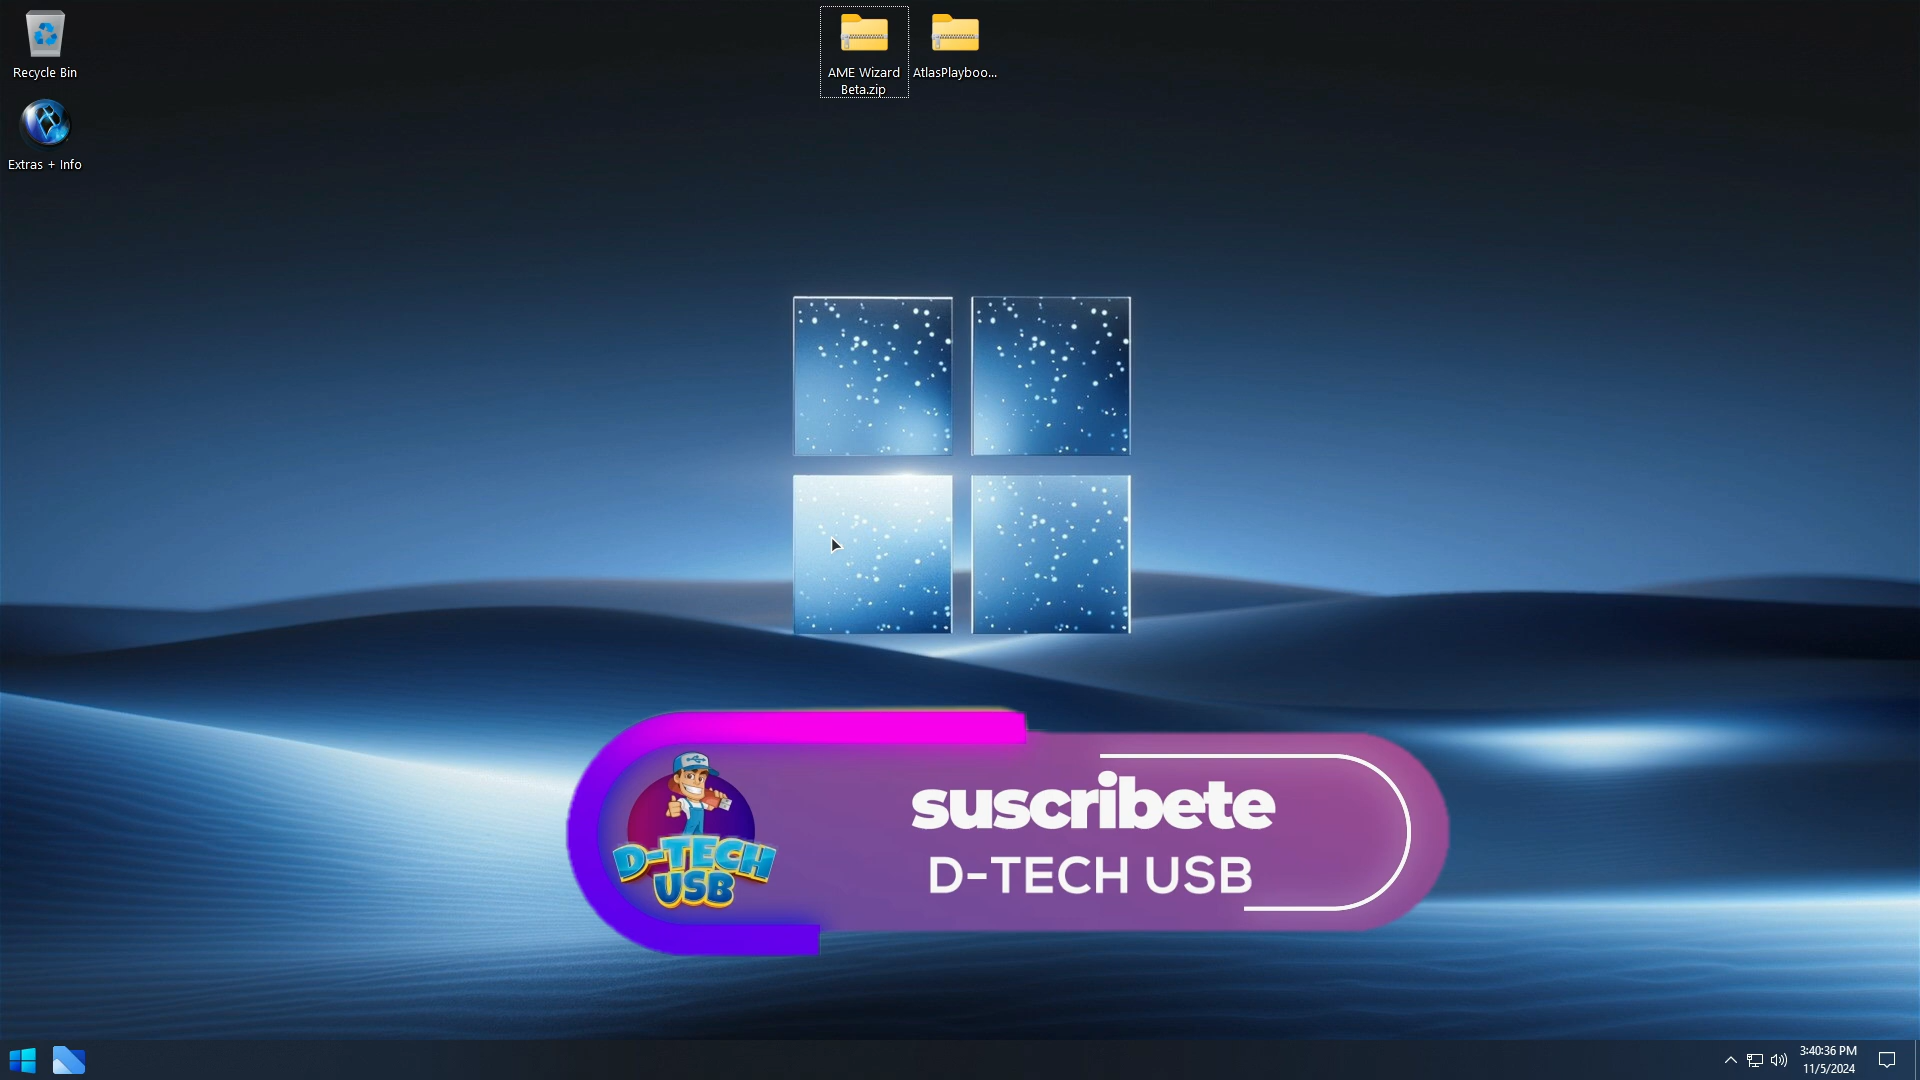 Recycle Bin
AME Wizard
Beta.zip
AtlasPlayboo...
Extras + Info
suscribete
D-TECH USB
D-TECH
USB
3:40:36 PM
11/5/2024